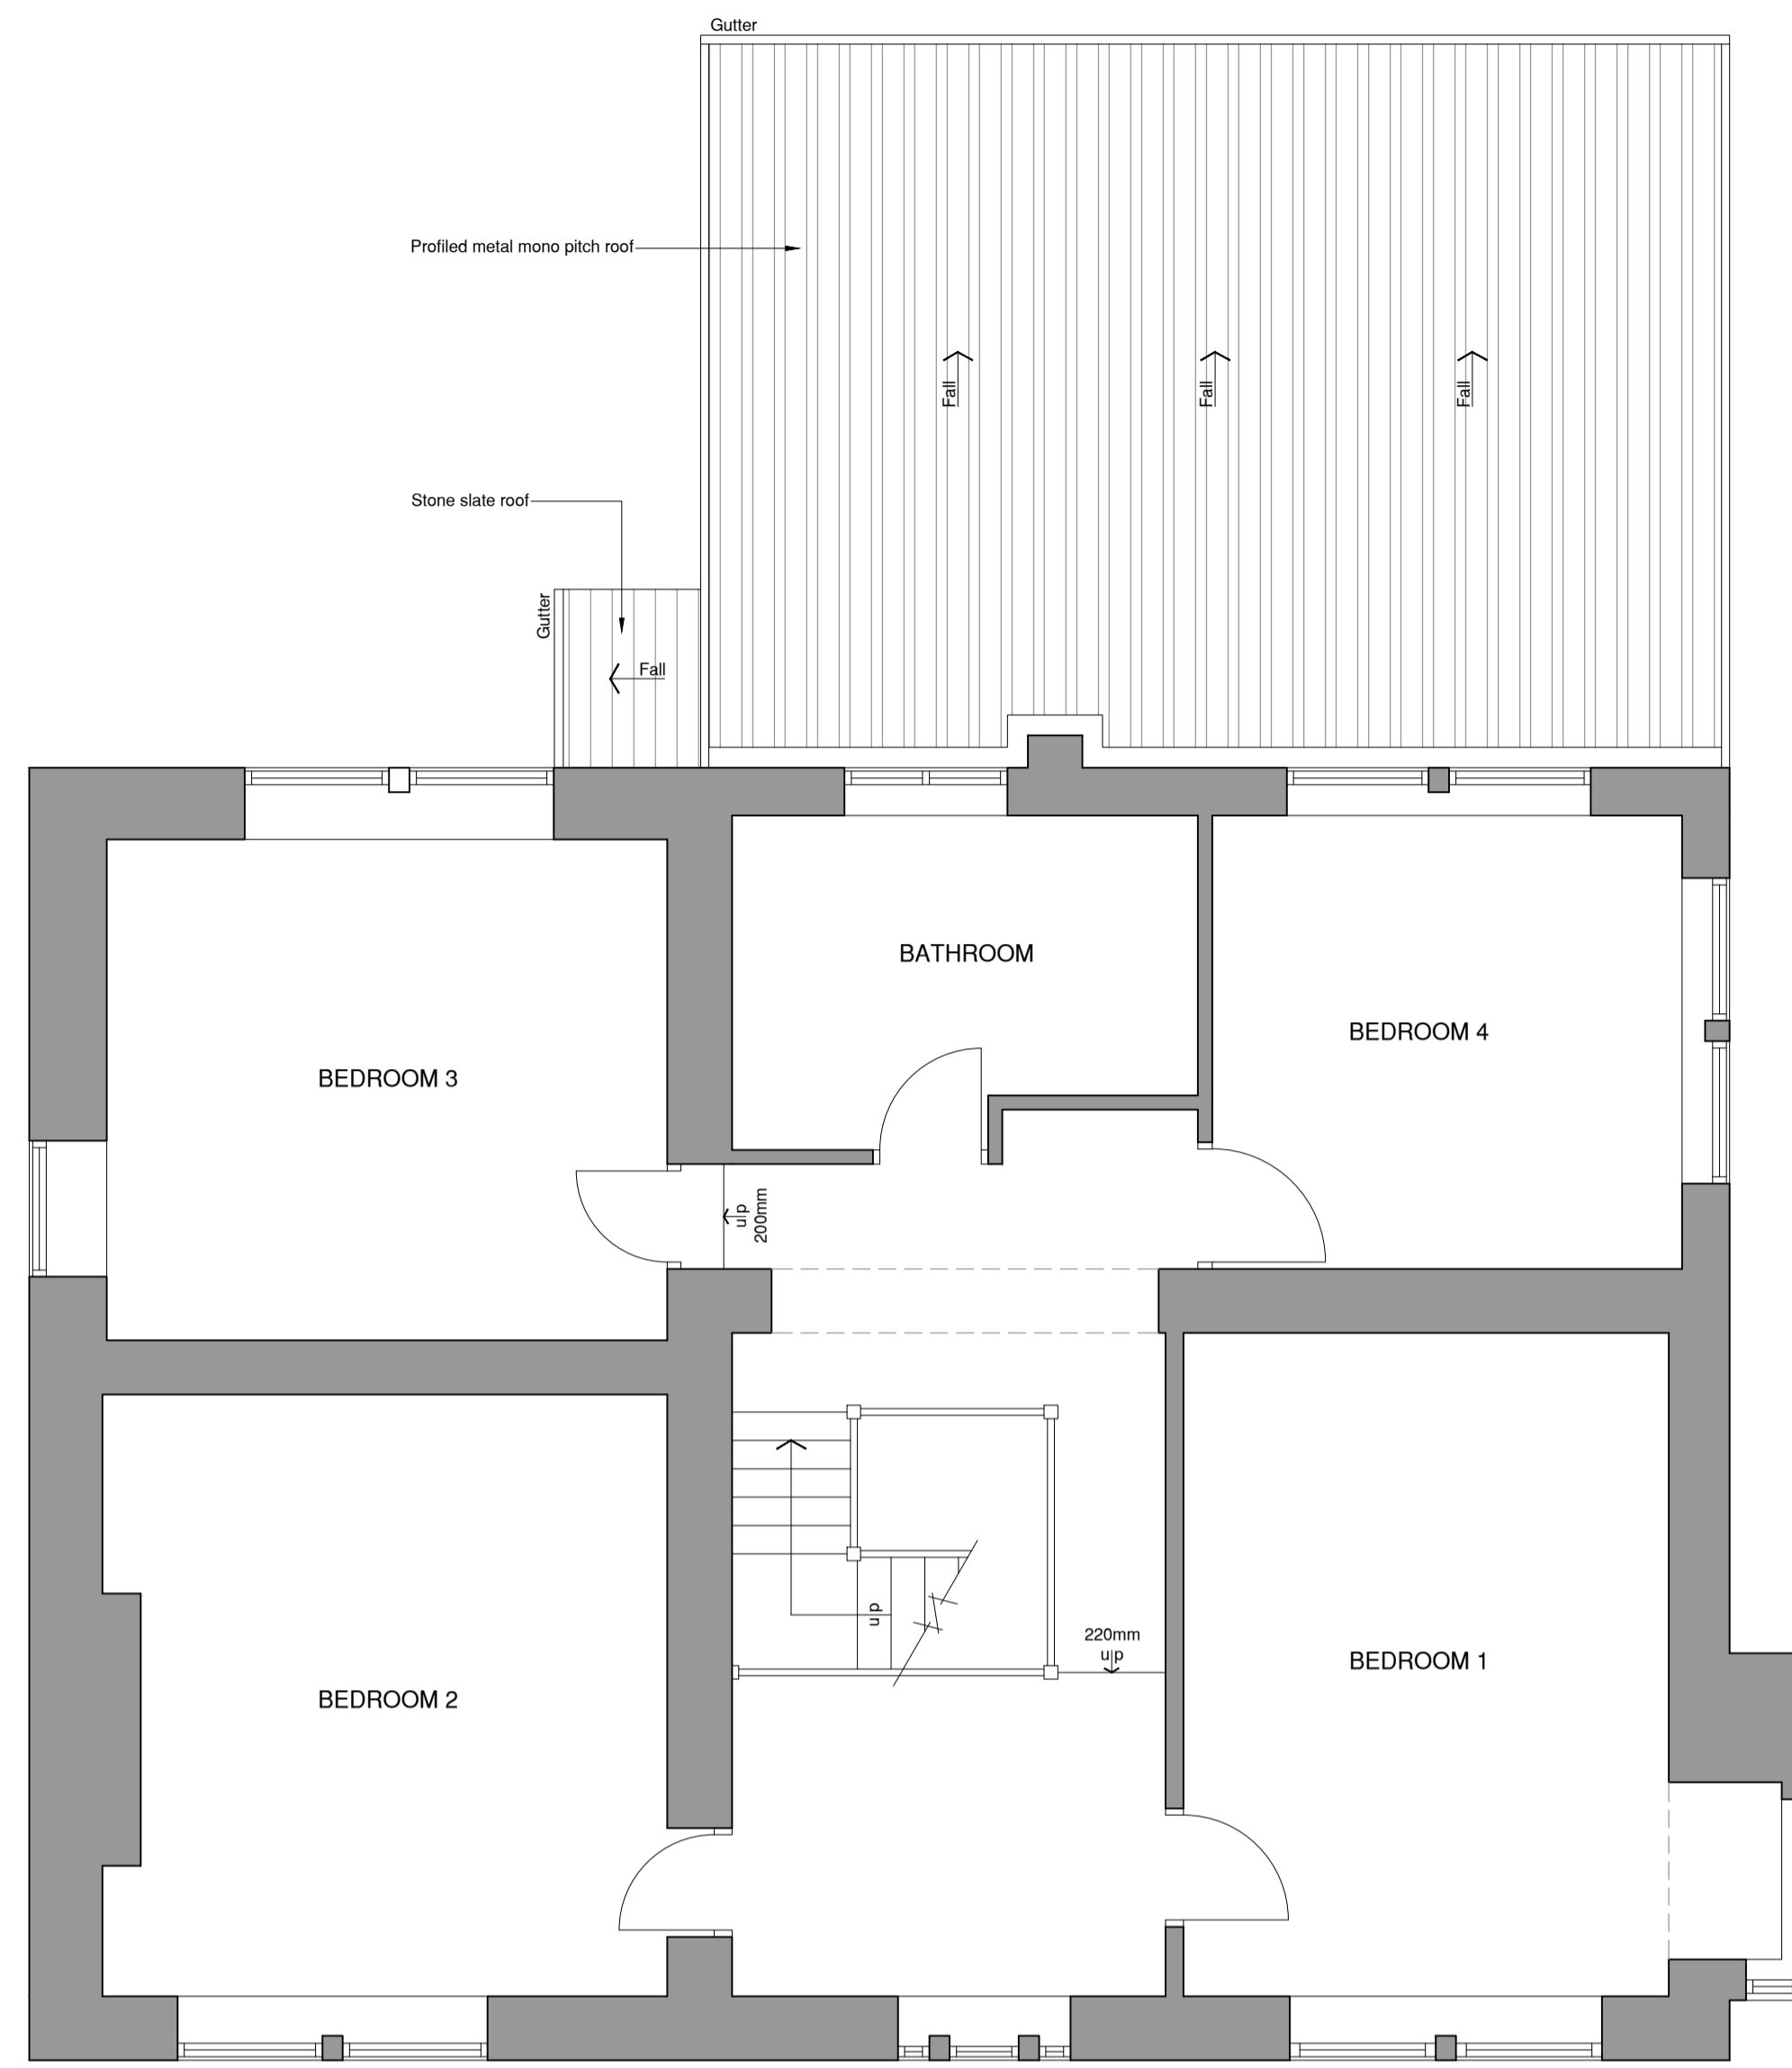 Gutter
Profiled metal mono pitch roof
Fall
Fall
Fall
Stone slate roof
Gutter
Fall
BATHROOM
BEDROOM 4
BEDROOM 3
up
200mm
up
220mm
up
BEDROOM 1
BEDROOM 2